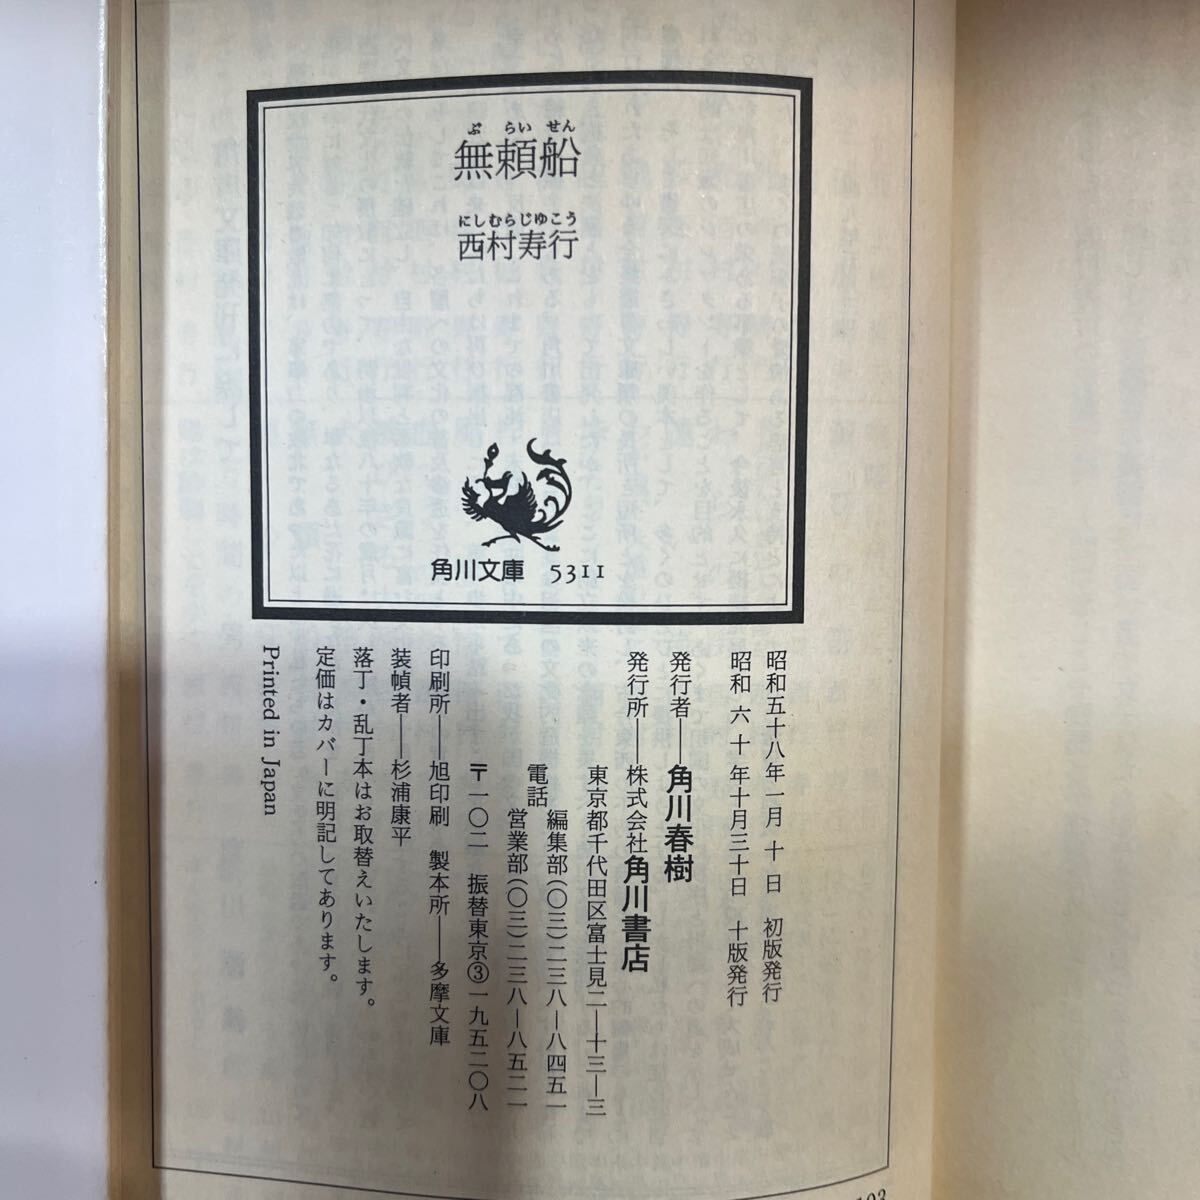 ぶらいせん
無頼船
にしむらじゆこう
西村寿行
角川文庫 5311
昭和五十八年一月十日 初版発行
昭和六十年十月三十日 十版発行
発行者――角川春樹
発行所――株式会社角川書店
東京都千代田区富士見二―十三―三
電話 編集部(〇三)二三八―八四五一
営業部(〇三)二三八―八五二一
〒一〇二 振替東京③一九五二〇八
印刷所――旭印刷 製本所――多摩文庫
装幀者――杉浦康平
落丁・乱丁本はお取替えいたします。
定価はカバーに明記してあります。
Printed in Japan